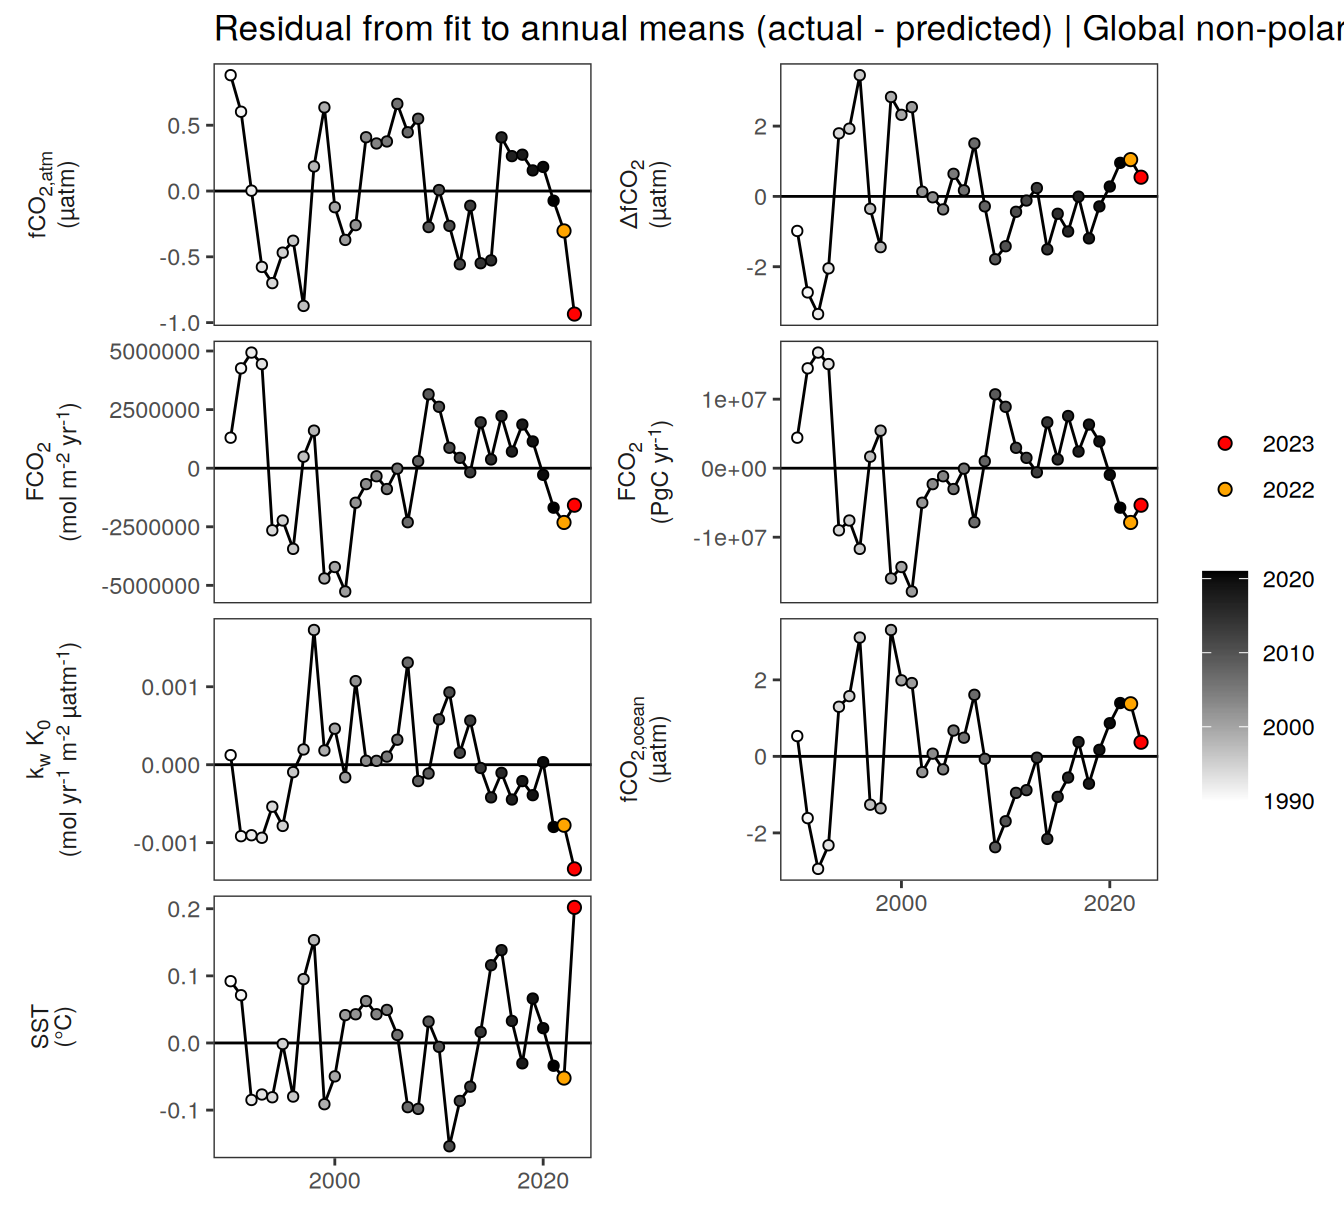 Residual from fit to annual means (actual - predicted) | Global non-polar
fCO2,atm
(µatm)
0.5
0.0
-0.5
-1.0
ΔfCO2
(µatm)
2
0
-2
FCO2
(mol m-2 yr-1)
5000000
2500000
0
-2500000
-5000000
FCO2
(PgC yr-1)
1e+07
0e+00
-1e+07
kw K0
(mol yr-1 m-2 µatm-1)
0.001
0.000
-0.001
fCO2,ocean
(µatm)
2
0
-2
2000
2020
SST
(°C)
0.2
0.1
0.0
-0.1
2000
2020
2023
2022
2020
2010
2000
1990